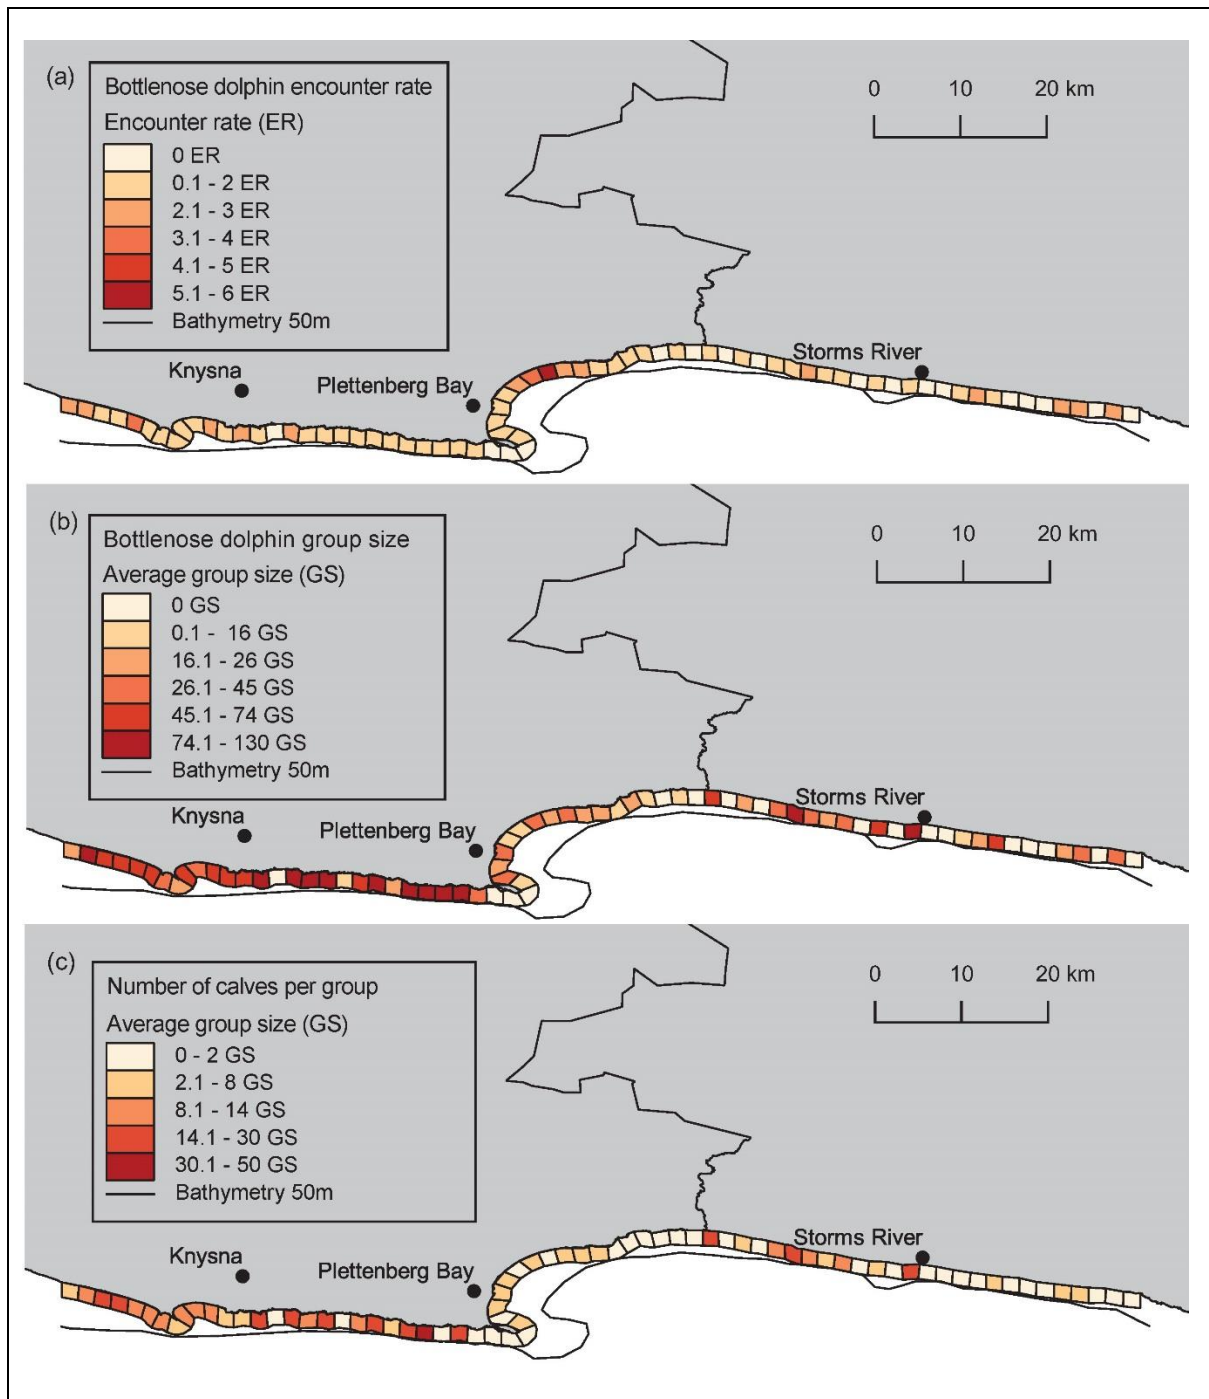 (a)
Bottlenose dolphin encounter rate
Encounter rate (ER)
0 ER
0.1 - 2 ER
2.1 - 3 ER
3.1 - 4 ER
4.1 - 5 ER
5.1 - 6 ER
Bathymetry 50m
0 10 20 km
Knysna
Plettenberg Bay
Storms River
(b)
Bottlenose dolphin group size
Average group size (GS)
0 GS
0.1 - 16 GS
16.1 - 26 GS
26.1 - 45 GS
45.1 - 74 GS
74.1 - 130 GS
Bathymetry 50m
0 10 20 km
Knysna
Plettenberg Bay
Storms River
(c)
Number of calves per group
Average group size (GS)
0 - 2 GS
2.1 - 8 GS
8.1 - 14 GS
14.1 - 30 GS
30.1 - 50 GS
Bathymetry 50m
0 10 20 km
Knysna
Plettenberg Bay
Storms River